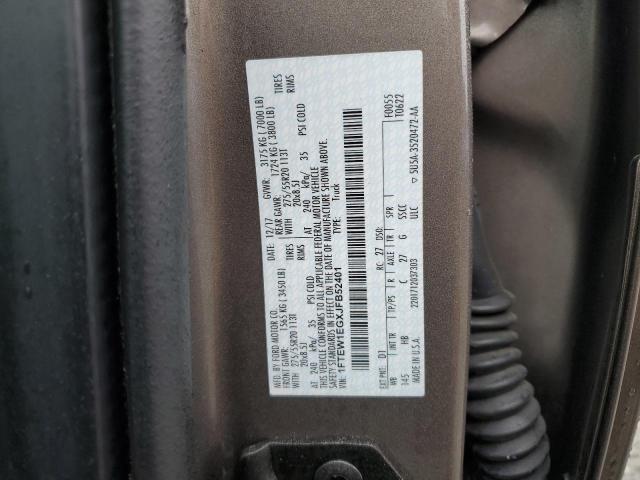 MFD. BY FORD MOTOR CO.
DATE: 12/17 GVWR: 3175 KG ( 7000 LB)
FRONT GAWR: 1565 KG ( 3450 LB) REAR GAWR: 1724 KG ( 3800 LB)
WITH 275/55R20 113T TIRES WITH 275/55R20 113T TIRES
20x8.5J RIMS 20x8.5J RIMS
AT 240 kPa/ 35 PSI COLD AT 240 kPa/ 35 PSI COLD
THIS VEHICLE CONFORMS TO ALL APPLICABLE FEDERAL MOTOR VEHICLE
SAFETY STANDARDS IN EFFECT ON THE DATE OF MANUFACTURE SHOWN ABOVE.
VIN: 1FTEW1EGXJFB52401 TYPE: Truck
EXT PNT: D1 RC: 27 DSO: F0055
WB INT TR TP/PS R AXLE TR SPR T0622
145 HB C 27 G SSCC
2201712037303 ULC
MADE IN U.S.A. SU5A-3520472-AA